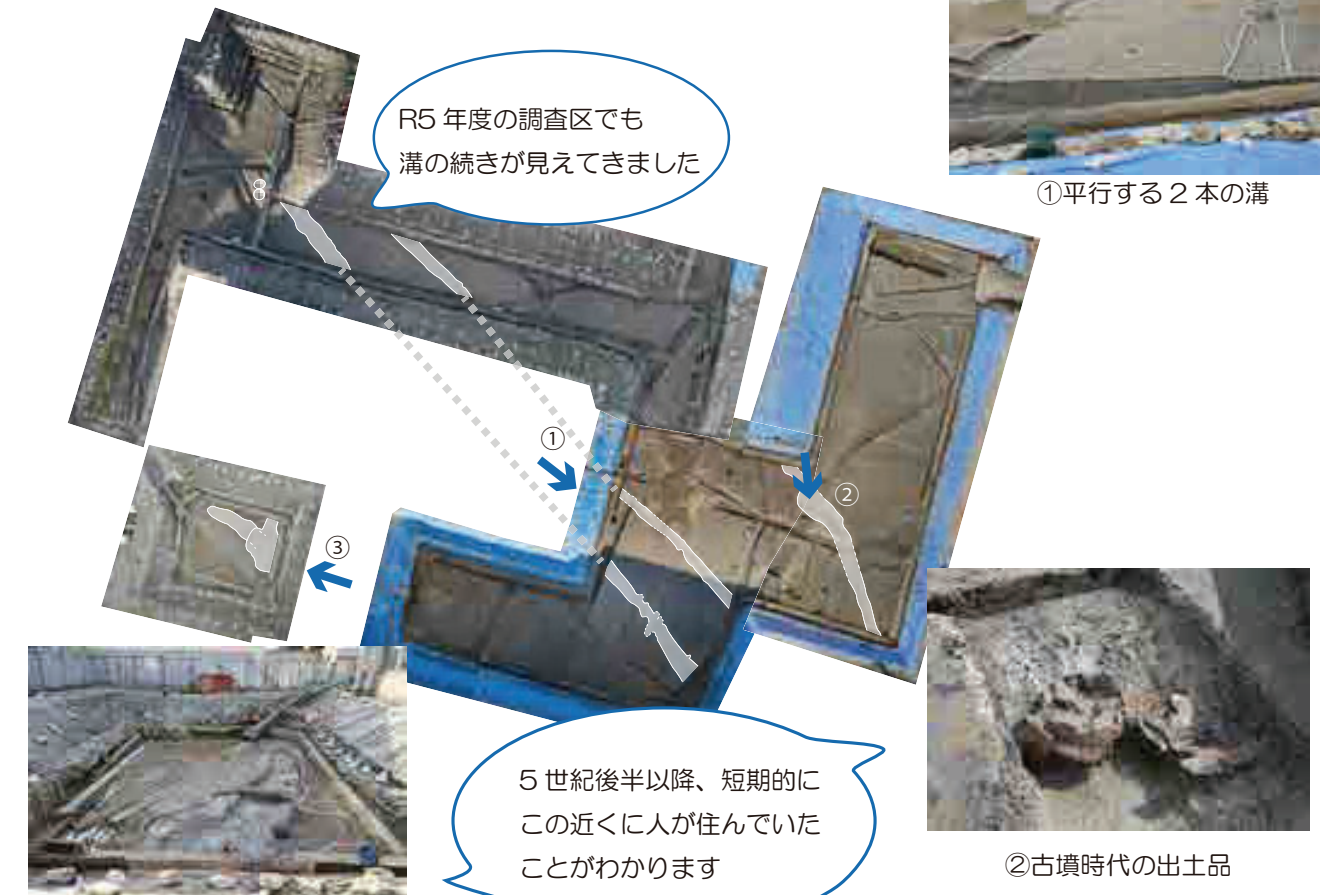 R5 年度の調査区でも
溝の続きが見えてきました
①平行する 2 本の溝
①
②
③
5 世紀後半以降、短期的に
この近くに人が住んでいた
ことがわかります
②古墳時代の出土品